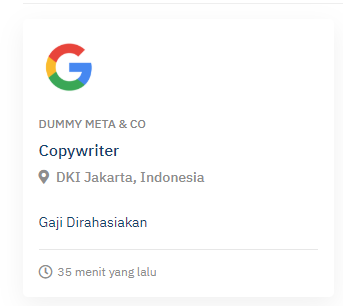 DUMMY META & CO
Copywriter
DKI Jakarta, Indonesia
Gaji Dirahasiakan
35 menit yang lalu